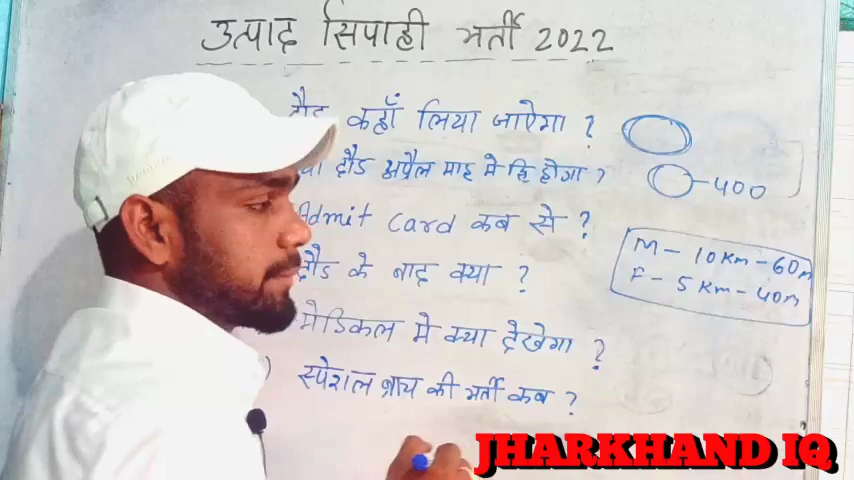 उत्पाद सिपाही भर्ती 2022
दौड़ कहाँ लिया जाऐगा ?
दौड अप्रैल माह मे हि होगा ?
400
Admit card कब से ?
M - 10 Km - 60m
F - 5 Km - 40m
दौड के बाद क्या ?
मेडिकल मे क्या देखेगा ?
स्पेशल ब्राच की भर्ती कब ?
JHARKHAND IQ